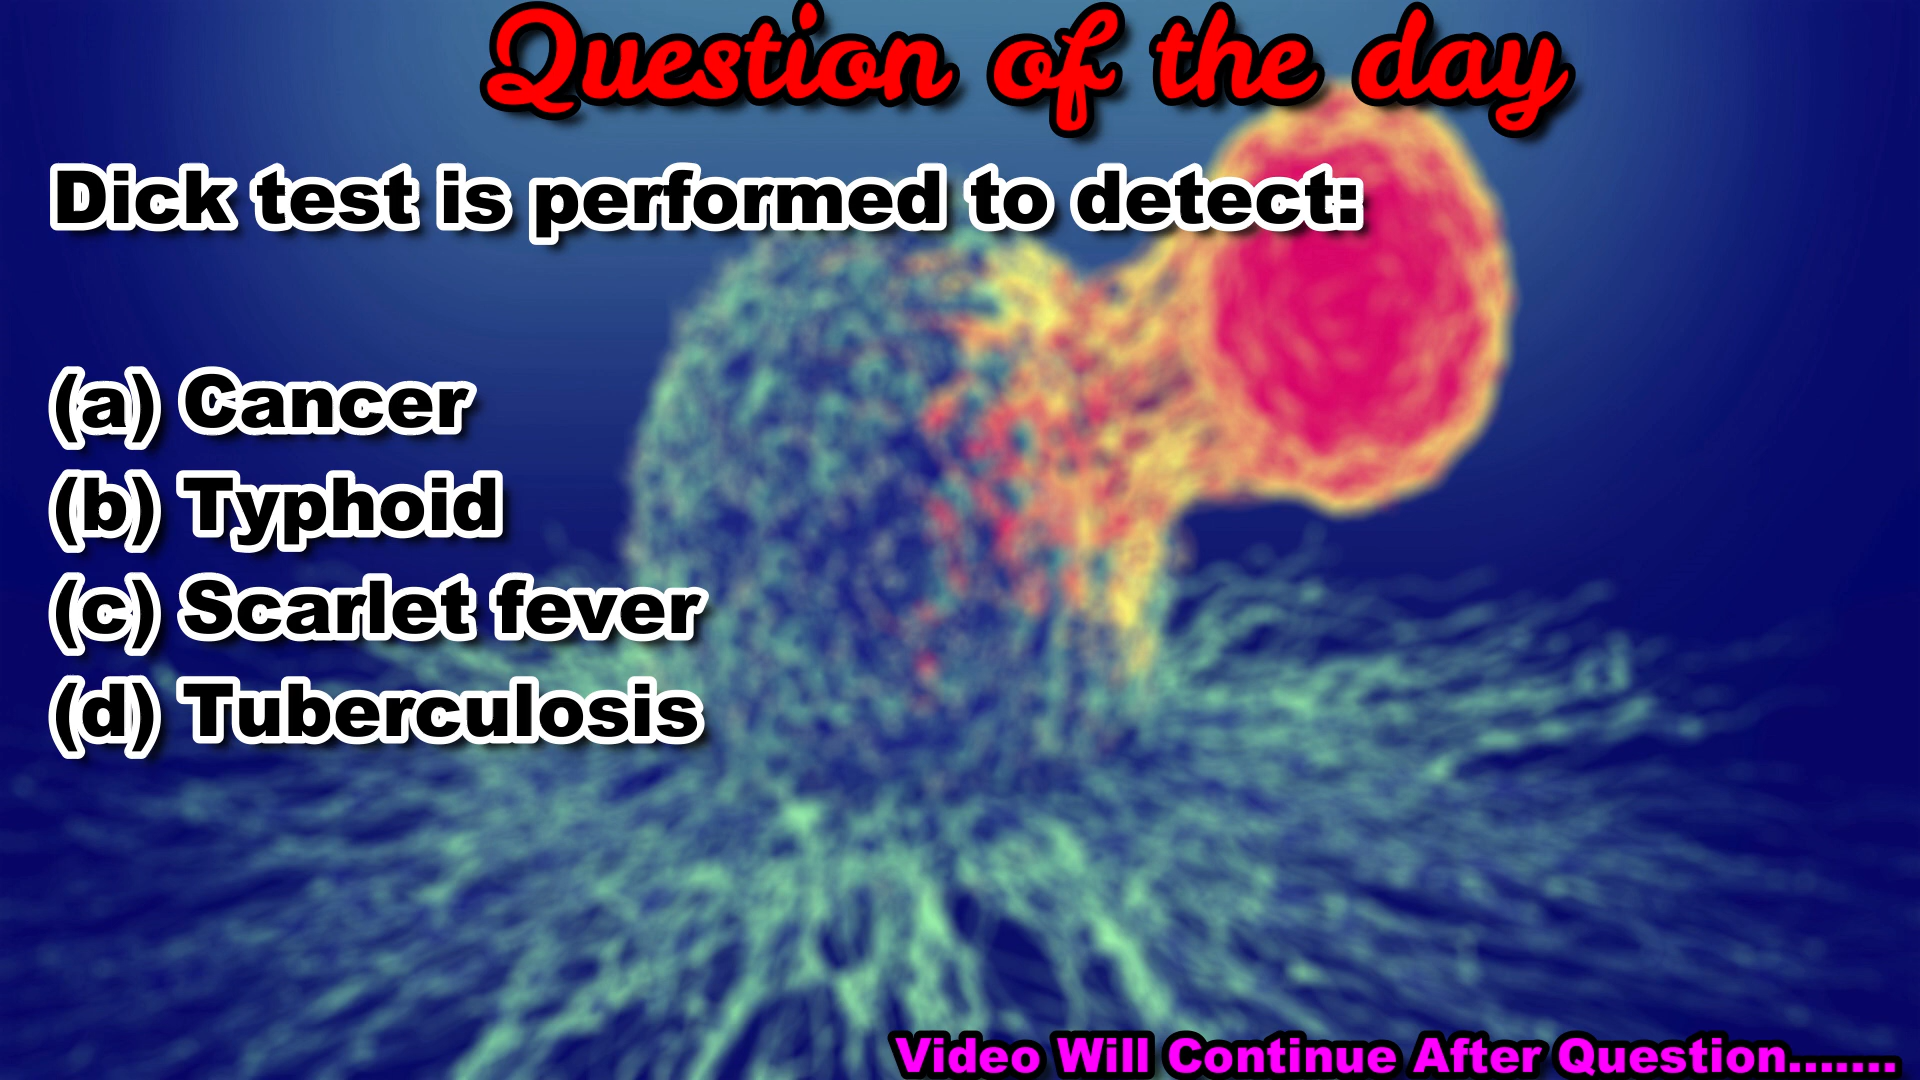 Question of the day
Dick test is performed to detect:
(a) Cancer
(b) Typhoid
(c) Scarlet fever
(d) Tuberculosis
Video Will Continue After Question.......